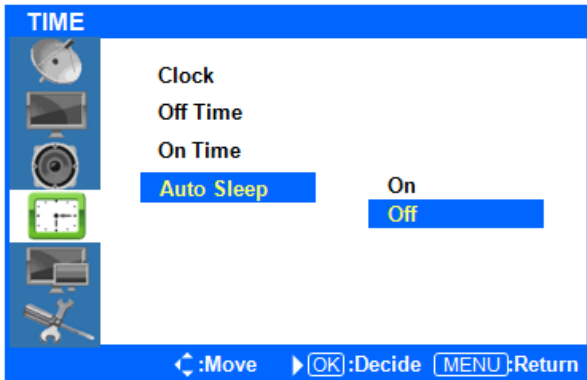 TIME
Clock
Off Time
On Time
Auto Sleep On
Off
:Move OK:Decide MENU:Return